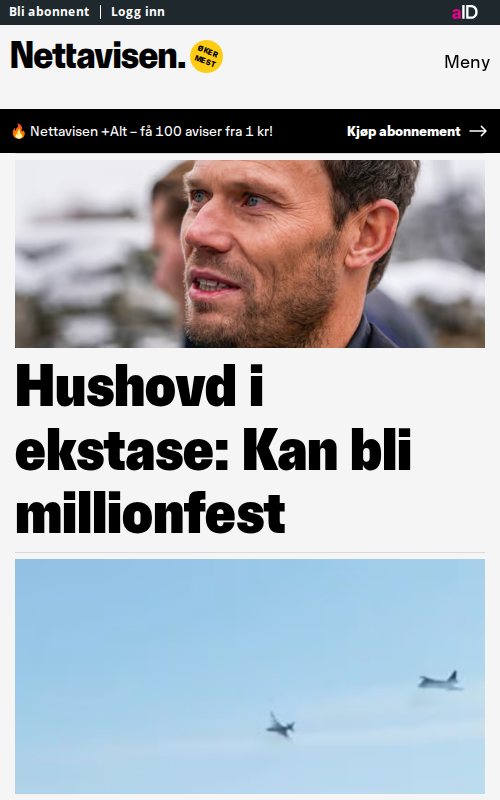 Bli abonnent | Logg inn
aID
Nettavisen.
ØKER
MEST
Meny
🔥 Nettavisen +Alt – få 100 aviser fra 1 kr!
Kjøp abonnement →
Hushovd i
ekstase: Kan bli
millionfest